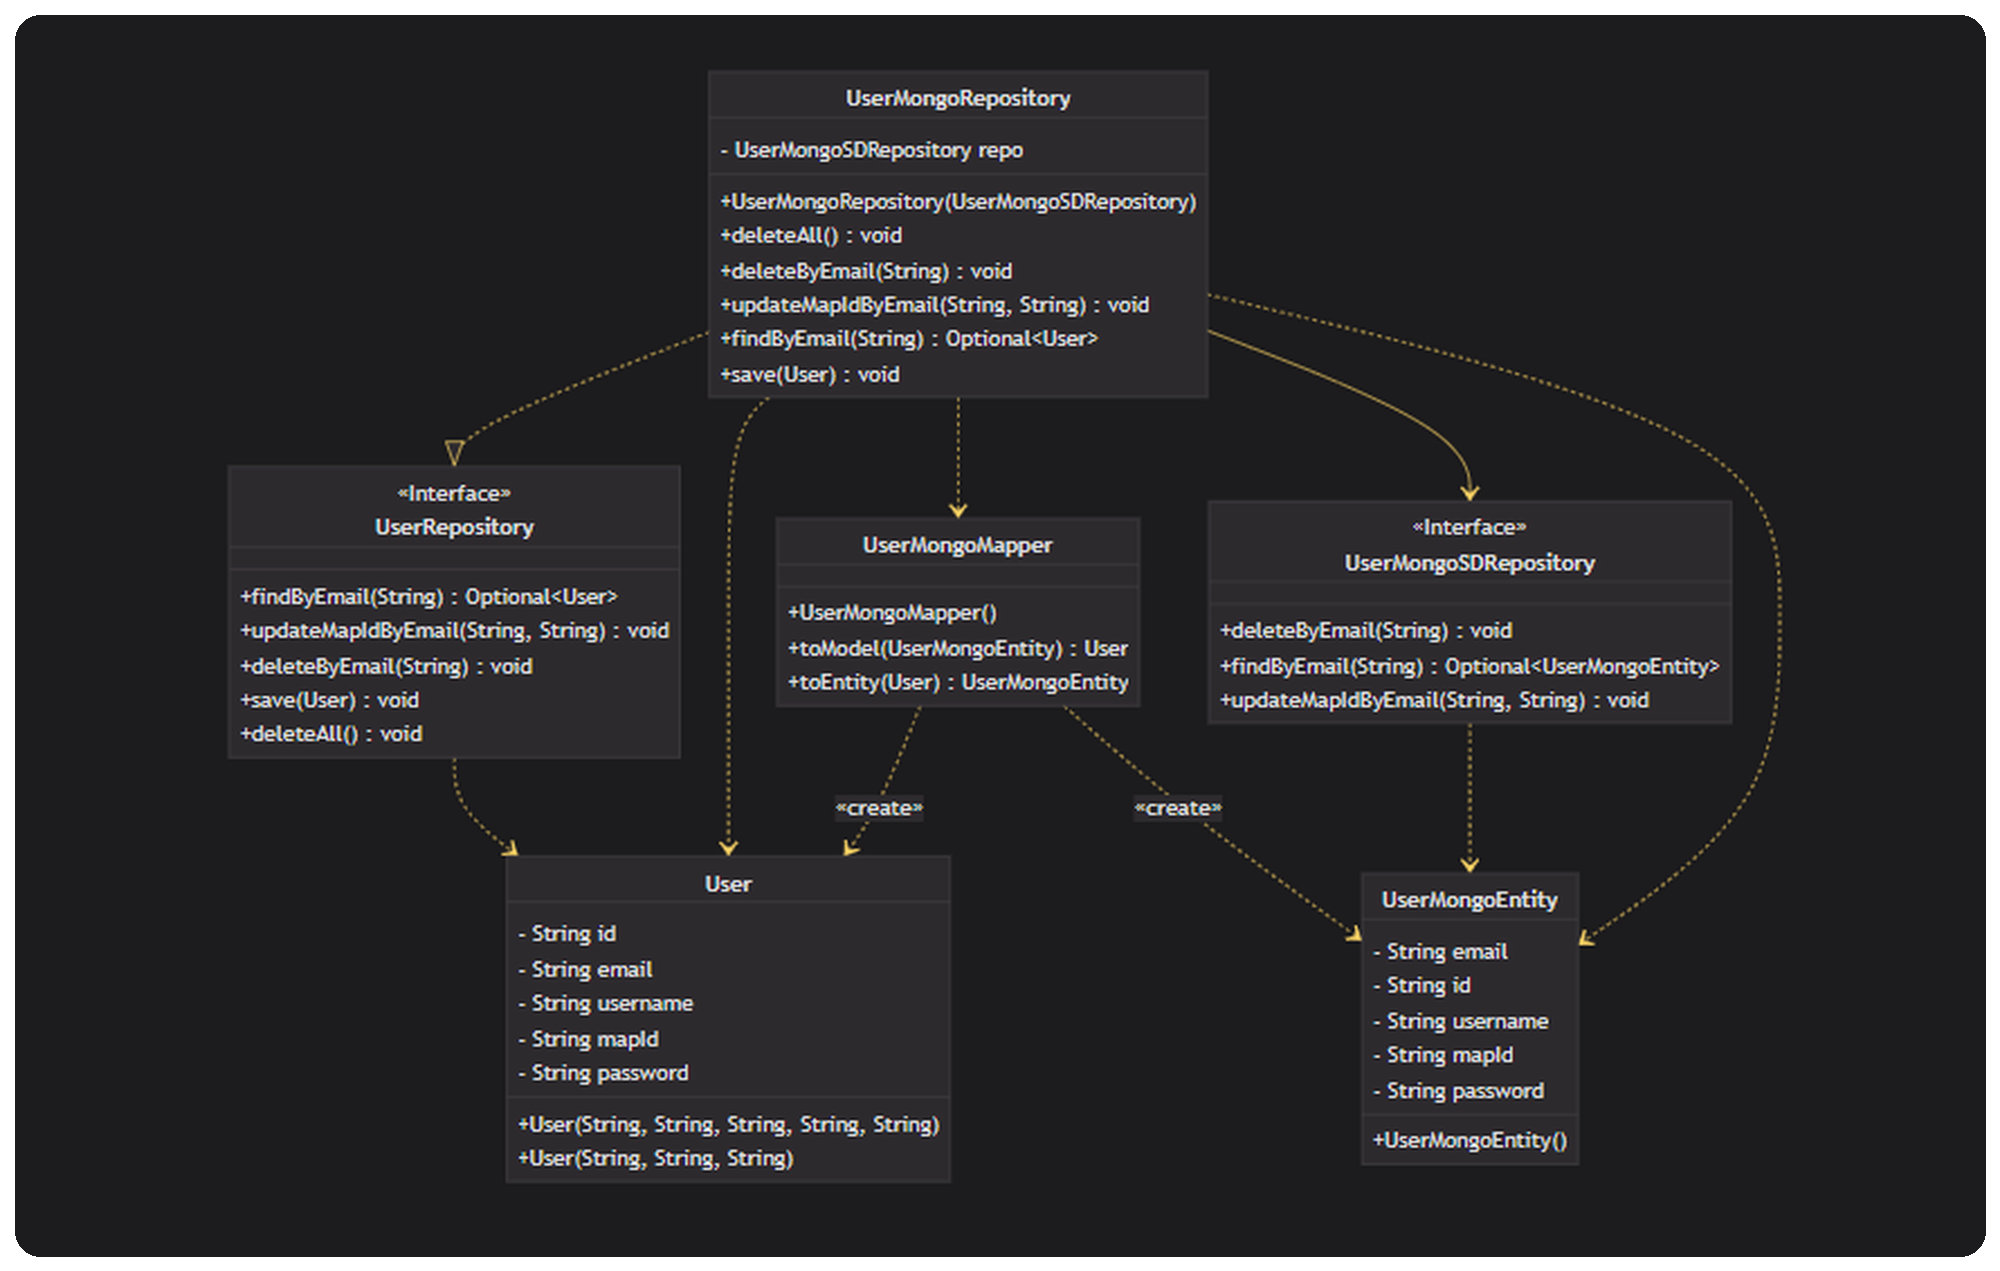 UserMongoRepository
- UserMongoSDRepository repo
+UserMongoRepository(UserMongoSDRepository)
+deleteAll() : void
+deleteByEmail(String) : void
+updateMapIdByEmail(String, String) : void
+findByEmail(String) : Optional<User>
+save(User) : void
«Interface»
UserRepository
+findByEmail(String) : Optional<User>
+updateMapIdByEmail(String, String) : void
+deleteByEmail(String) : void
+save(User) : void
+deleteAll() : void
UserMongoMapper
+UserMongoMapper()
+toModel(UserMongoEntity) : User
+toEntity(User) : UserMongoEntity
«Interface»
UserMongoSDRepository
+deleteByEmail(String) : void
+findByEmail(String) : Optional<UserMongoEntity>
+updateMapIdByEmail(String, String) : void
«create»
«create»
User
- String id
- String email
- String username
- String mapId
- String password
+User(String, String, String, String, String)
+User(String, String, String)
UserMongoEntity
- String email
- String id
- String username
- String mapId
- String password
+UserMongoEntity()